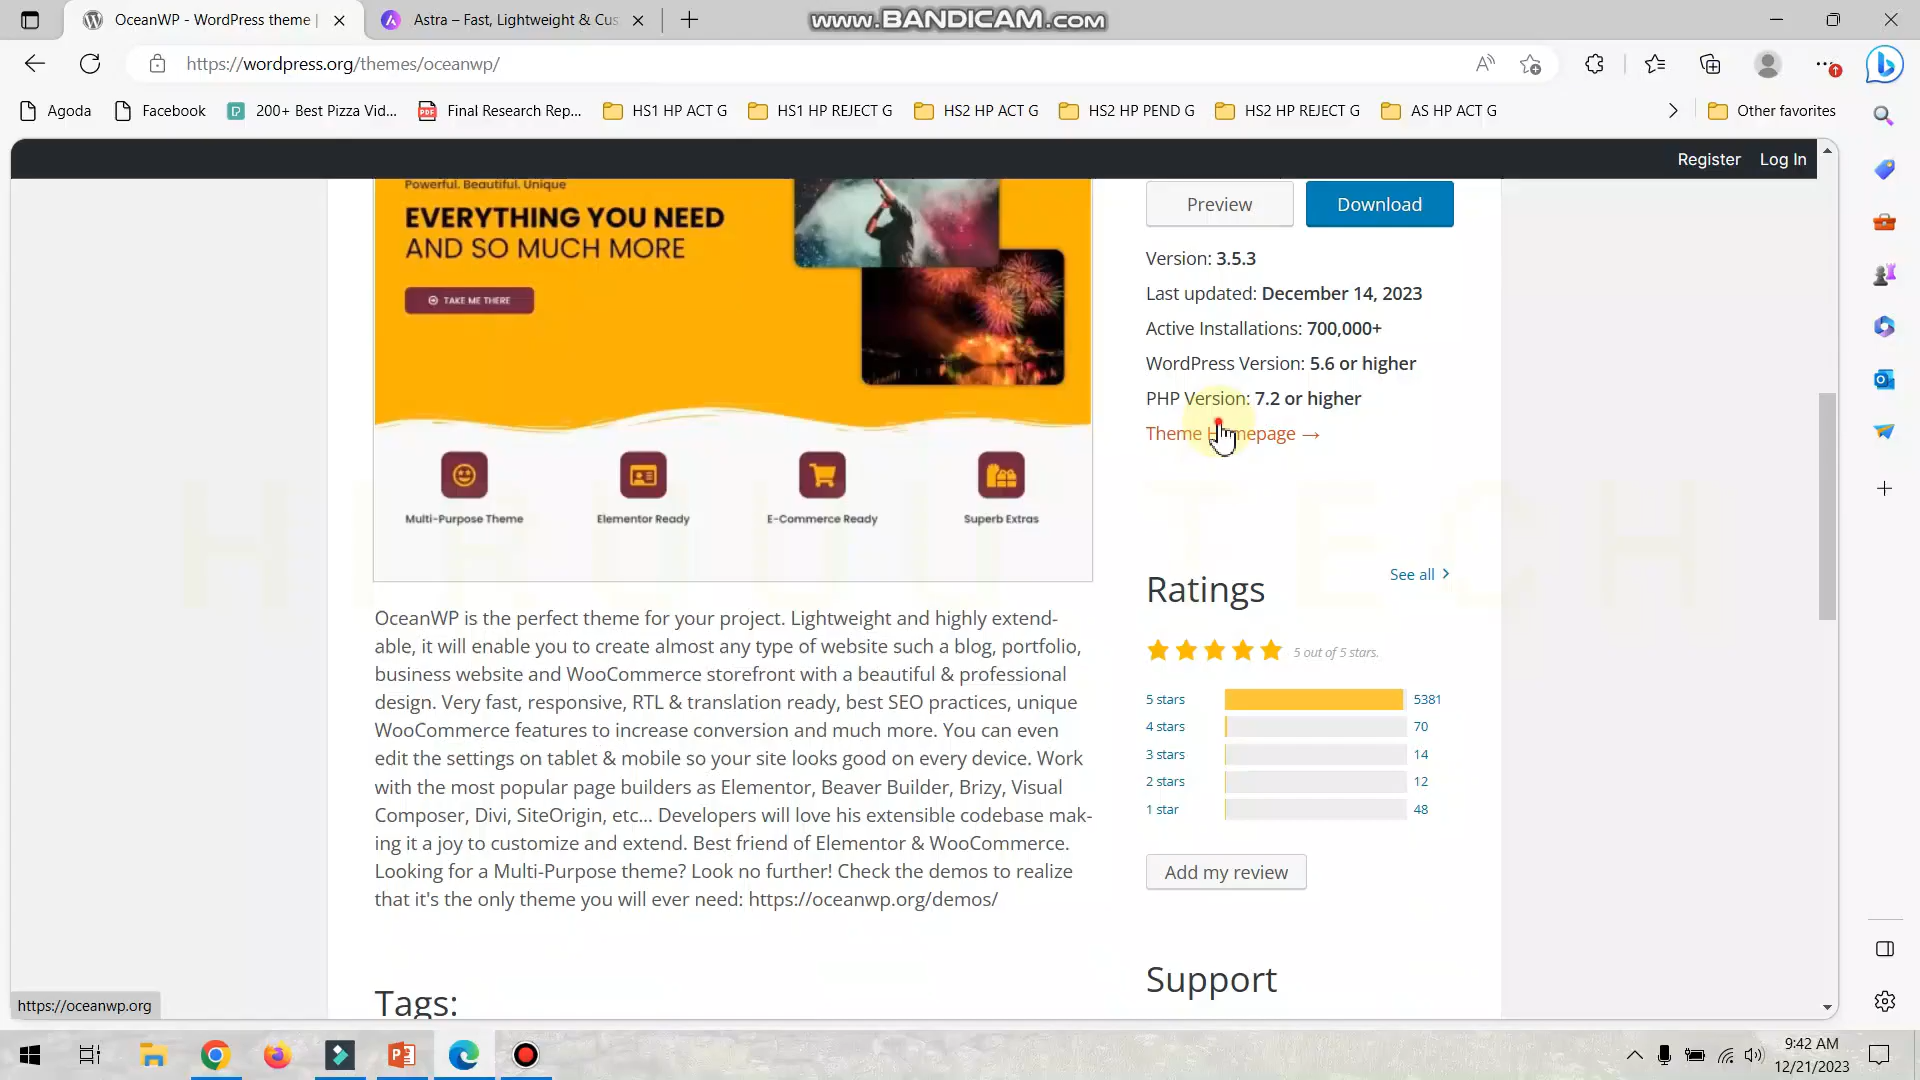 OceanWP - WordPress theme |
Astra – Fast, Lightweight & Cus
www.BANDICAM.com
https://wordpress.org/themes/oceanwp/
Agoda
Facebook
200+ Best Pizza Vid...
Final Research Rep...
HS1 HP ACT G
HS1 HP REJECT G
HS2 HP ACT G
HS2 HP PEND G
HS2 HP REJECT G
AS HP ACT G
Other favorites
Register
Log In
Powerful. Beautiful. Unique
EVERYTHING YOU NEED
AND SO MUCH MORE
TAKE ME THERE
Multi-Purpose Theme
Elementor Ready
E-Commerce Ready
Superb Extras
Preview
Download
Version: 3.5.3
Last updated: December 14, 2023
Active Installations: 700,000+
WordPress Version: 5.6 or higher
PHP Version: 7.2 or higher
Theme Homepage →
Ratings
See all
5 out of 5 stars.
5 stars 5381
4 stars 70
3 stars 14
2 stars 12
1 star 48
Add my review
Support
OceanWP is the perfect theme for your project. Lightweight and highly extend-
able, it will enable you to create almost any type of website such a blog, portfolio,
business website and WooCommerce storefront with a beautiful & professional
design. Very fast, responsive, RTL & translation ready, best SEO practices, unique
WooCommerce features to increase conversion and much more. You can even
edit the settings on tablet & mobile so your site looks good on every device. Work
with the most popular page builders as Elementor, Beaver Builder, Brizy, Visual
Composer, Divi, SiteOrigin, etc... Developers will love his extensible codebase mak-
ing it a joy to customize and extend. Best friend of Elementor & WooCommerce.
Looking for a Multi-Purpose theme? Look no further! Check the demos to realize
that it's the only theme you will ever need: https://oceanwp.org/demos/
Tags:
https://oceanwp.org
9:42 AM
12/21/2023